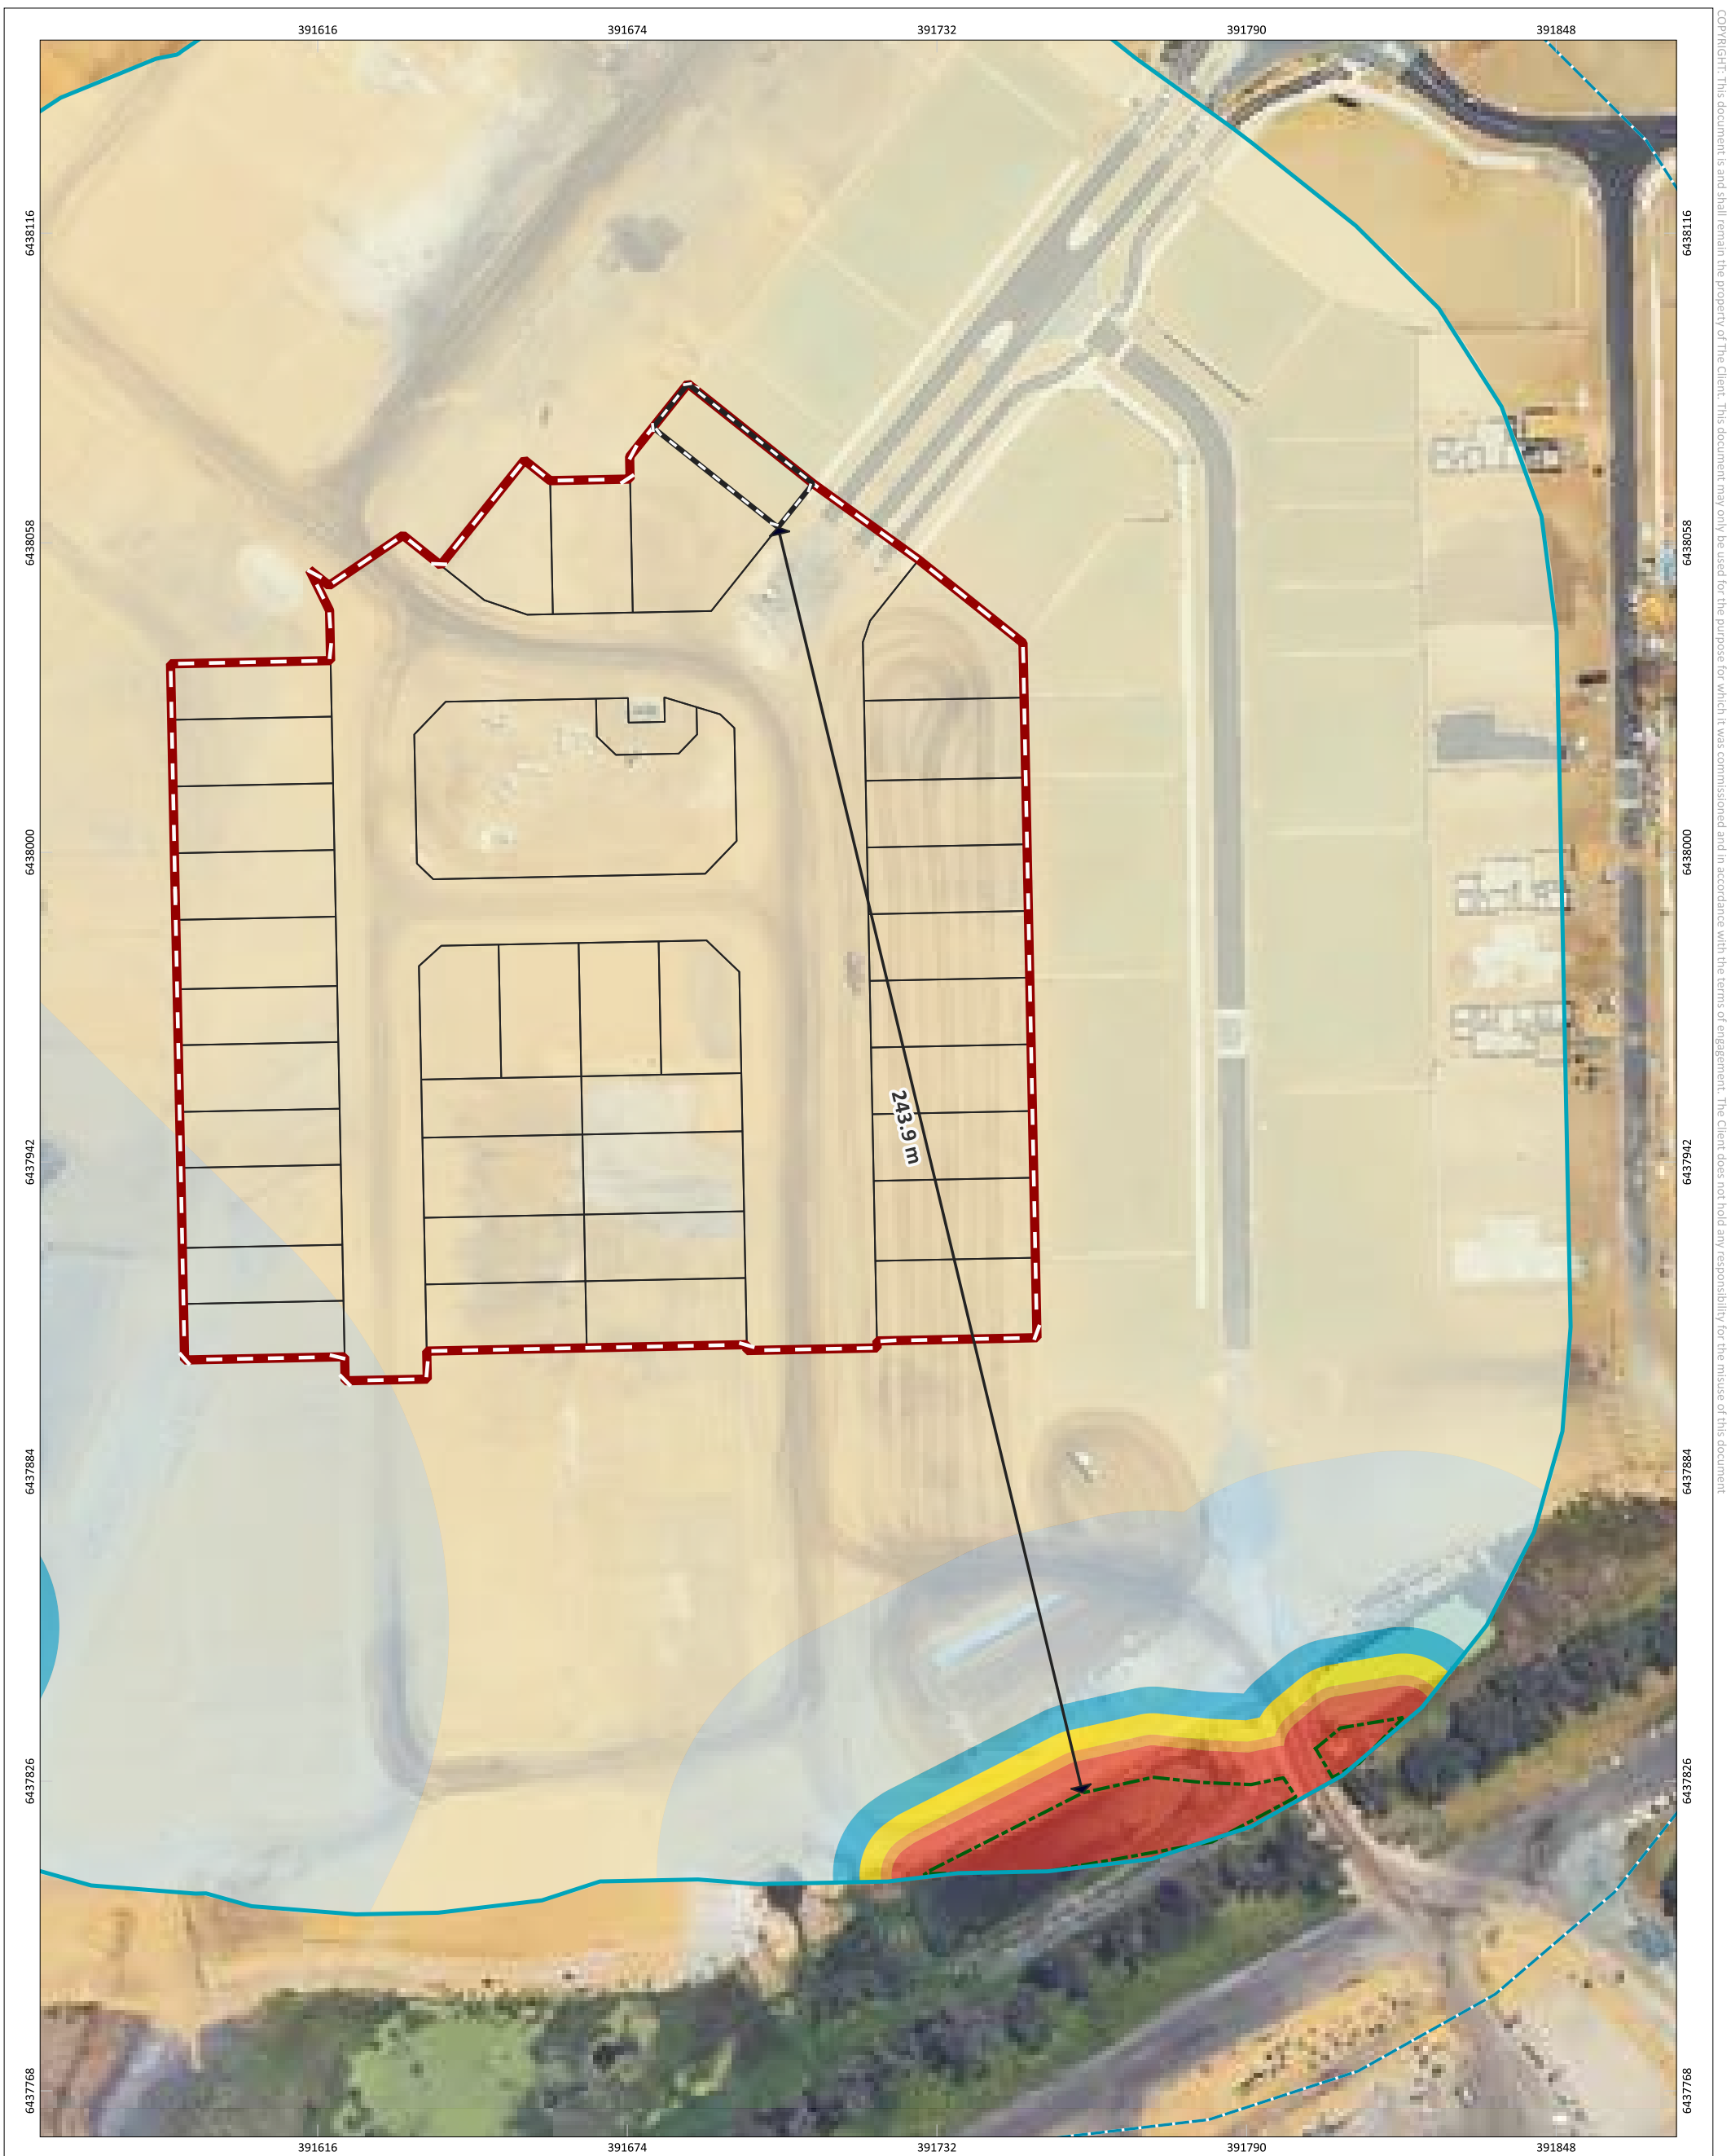 391616 391674 391732 391790 391848
6438116 6438116
6438058 6438058
6438000 6438000
243.9 m
6437942 6437942
6437884 6437884
6437826 6437826
6437768 6437768
391616 391674 391732 391790 391848
COPYRIGHT: This document is and shall remain the property of The Client. This document may only be used for the purpose for which it was commissioned and in accordance with the terms of engagement. The Client does not hold any responsibility for the misuse of this document